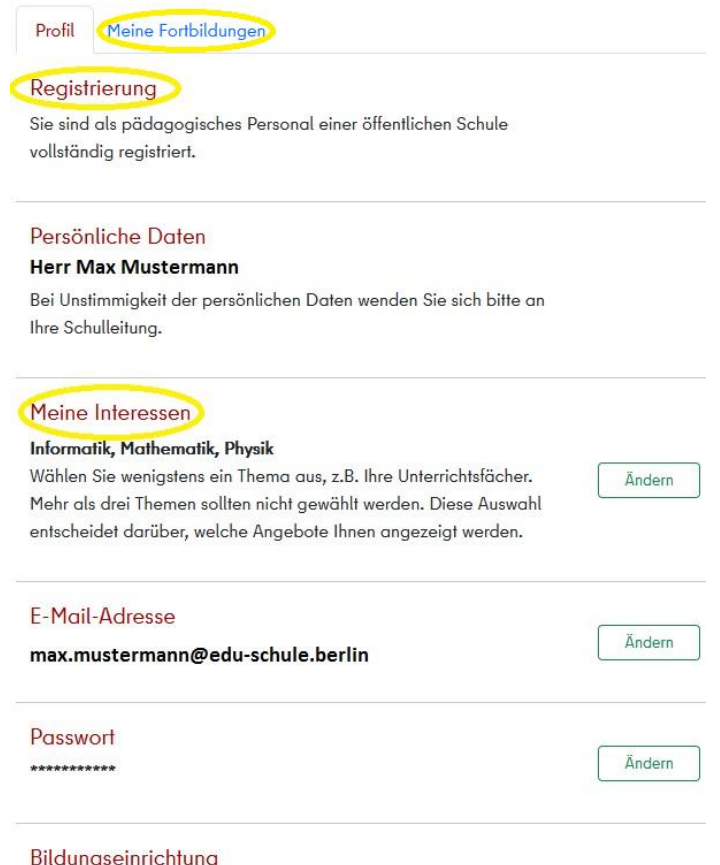 Profil Meine Fortbildungen
Registrierung
Sie sind als pädagogisches Personal einer öffentlichen Schule
vollständig registriert.
Persönliche Daten
Herr Max Mustermann
Bei Unstimmigkeit der persönlichen Daten wenden Sie sich bitte an
Ihre Schulleitung.
Meine Interessen
Informatik, Mathematik, Physik
Wählen Sie wenigstens ein Thema aus, z.B. Ihre Unterrichtsfächer.
Mehr als drei Themen sollten nicht gewählt werden. Diese Auswahl
entscheidet darüber, welche Angebote Ihnen angezeigt werden.
Ändern
E-Mail-Adresse
max.mustermann@edu-schule.berlin
Ändern
Passwort
***********
Ändern
Bildungseinrichtung